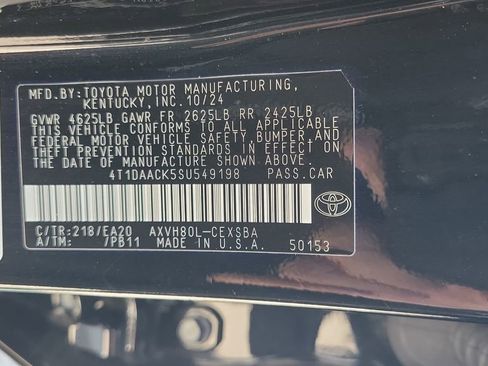 MFD.BY:TOYOTA MOTOR MANUFACTURING,
KENTUCKY, INC. 10/24
GVWR 4625LB GAWR FR 2625LB RR 2425LB
THIS VEHICLE CONFORMS TO ALL APPLICABLE
FEDERAL MOTOR VEHICLE SAFETY, BUMPER, AND
THEFT PREVENTION STANDARDS IN EFFECT ON
THE DATE OF MANUFACTURE SHOWN ABOVE.
4T1DAACK5SU549198 PASS.CAR
C/TR:218/EA20 AXVH80L-CEXSBA
A/TM: /PB11 MADE IN U.S.A. 50153